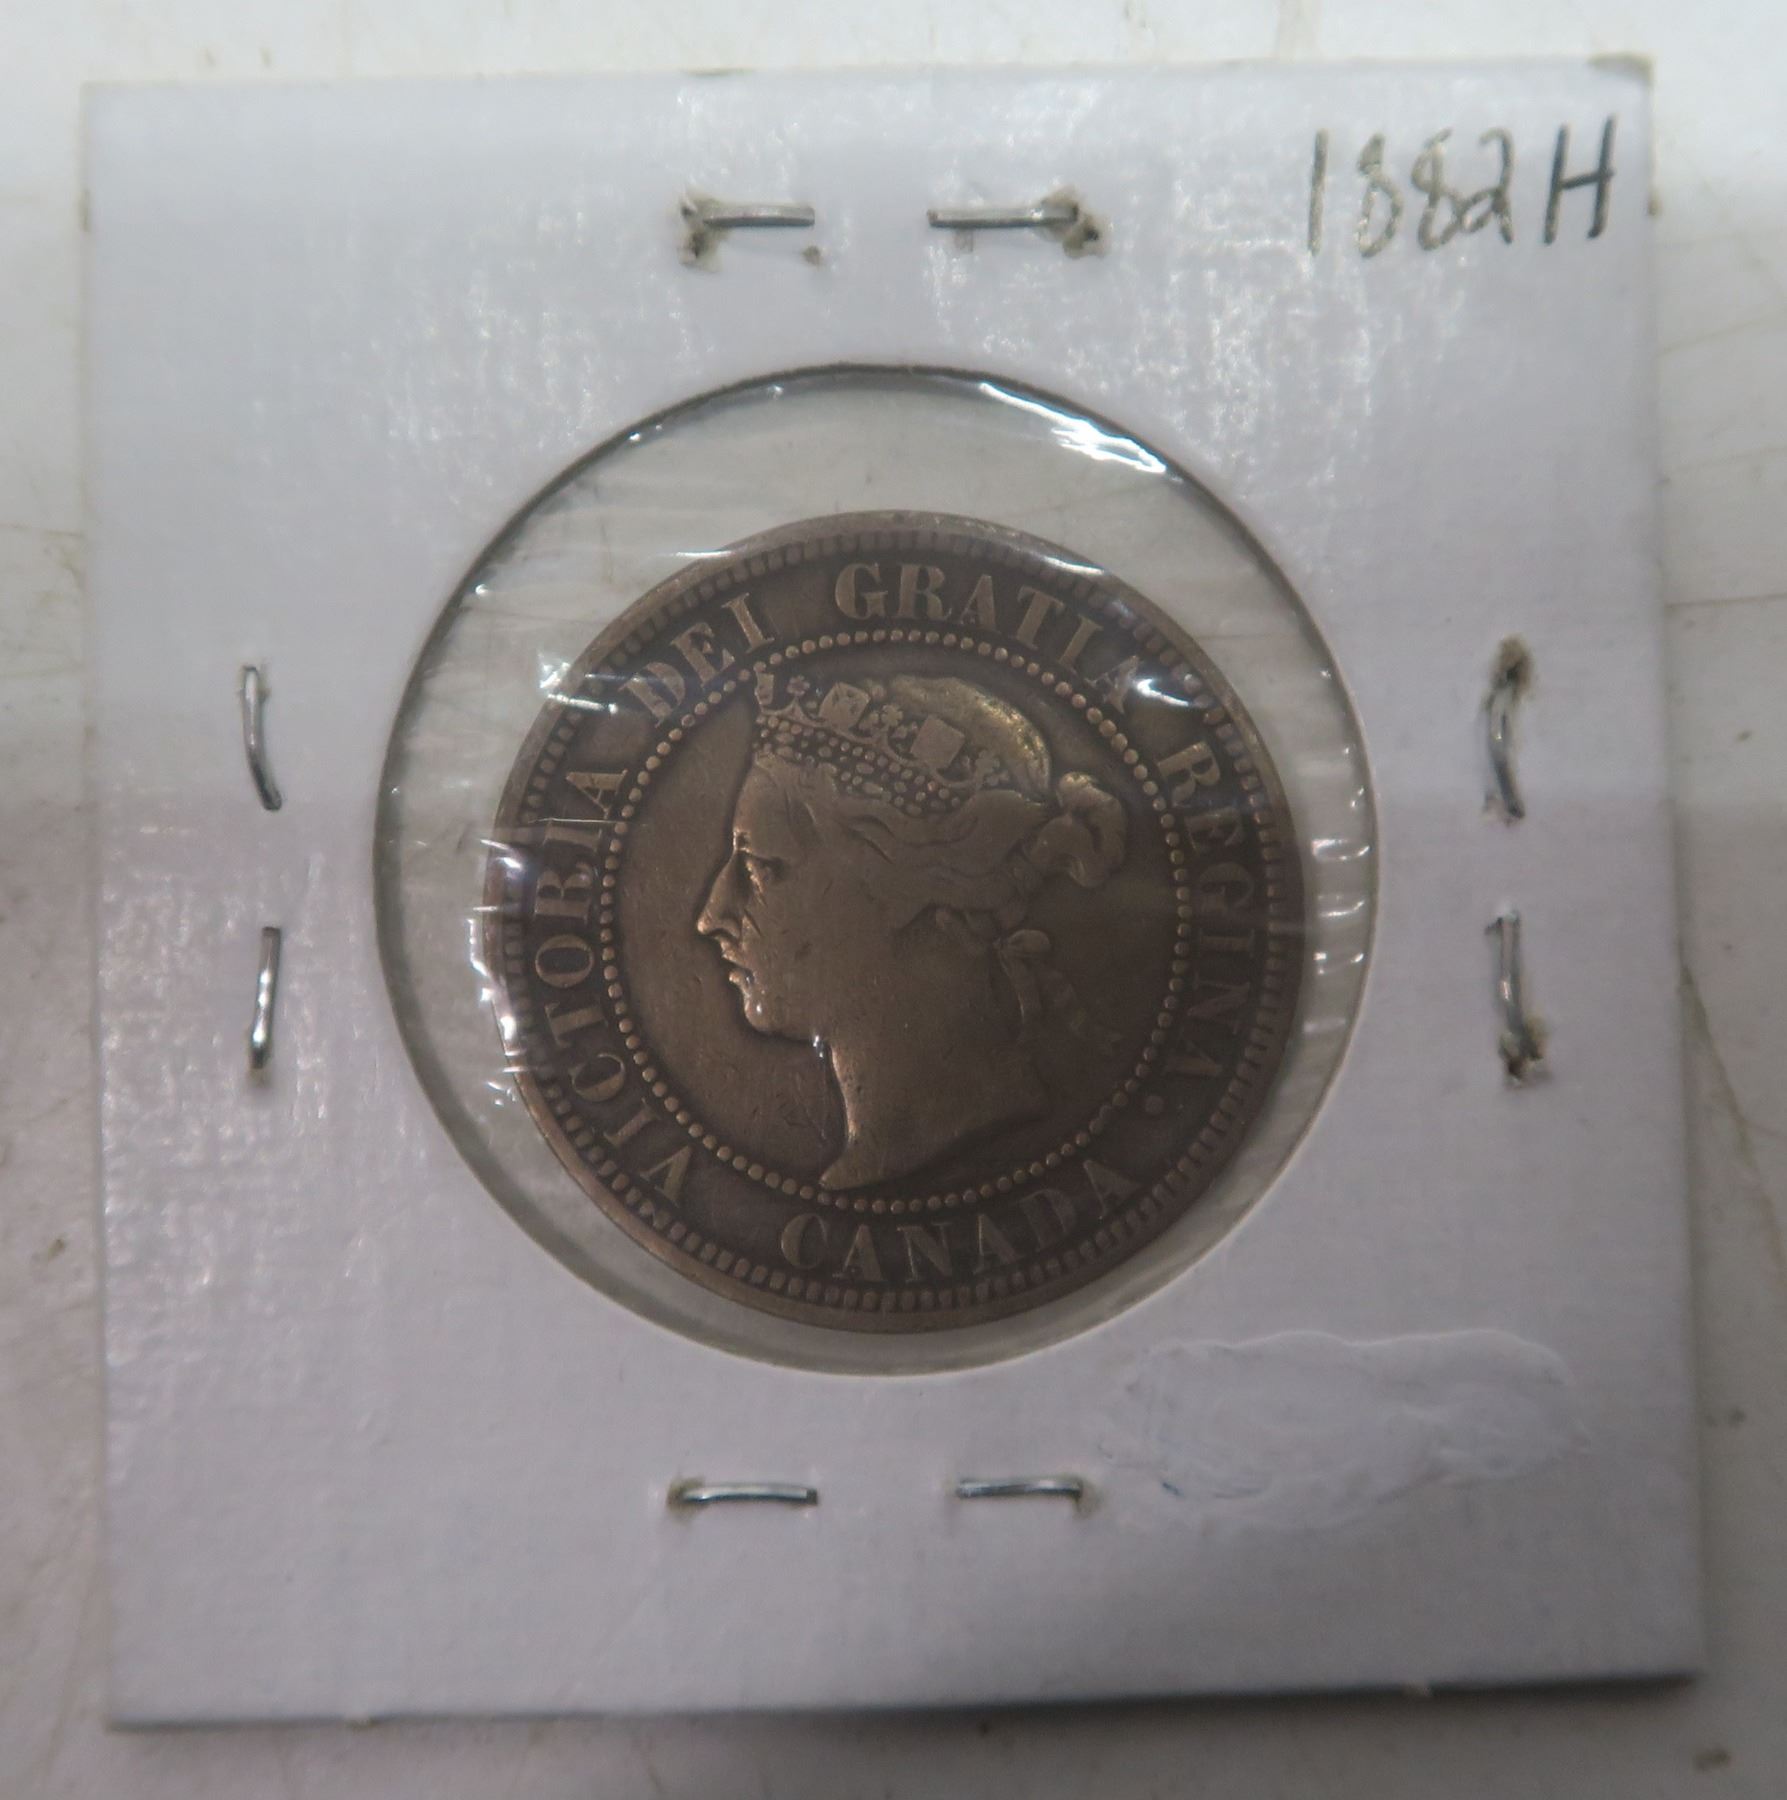 1882H
VICTORIA DEI GRATIA REGINA.
CANADA